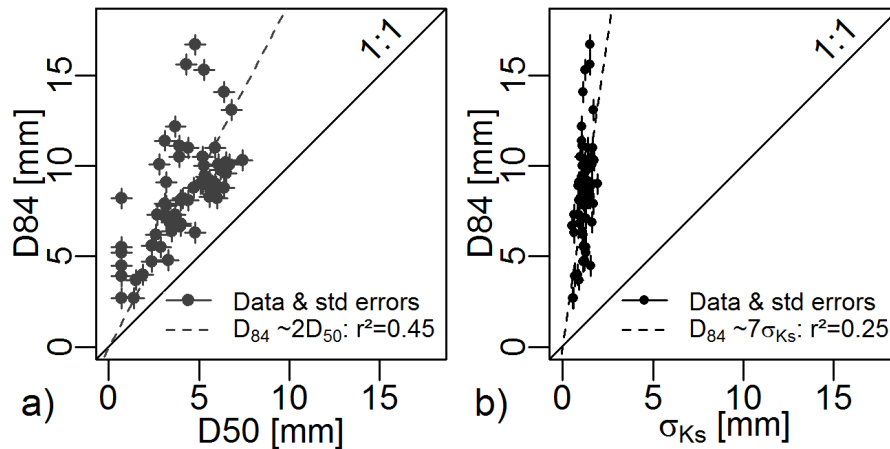 1:1
D84 [mm]
15
10
5
0
Data & std errors
D₈₄ ~2D₅₀: r²=0.45
0 5 10 15
a)
D50 [mm]
1:1
D84 [mm]
15
10
5
0
Data & std errors
D₈₄ ~7σ_Ks: r²=0.25
0 5 10 15
b)
σ_Ks [mm]